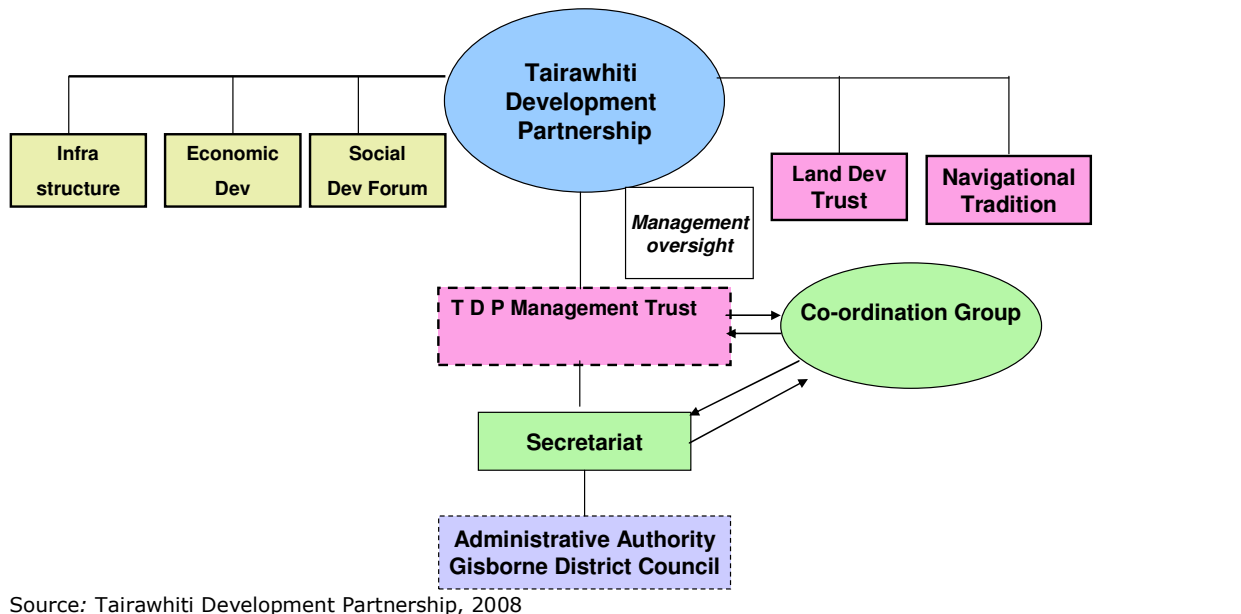 Tairawhiti
Development
Partnership
Infra
structure
Economic
Dev
Social
Dev Forum
Land Dev
Trust
Navigational
Tradition
Management
oversight
T D P Management Trust
Co-ordination Group
Secretariat
Administrative Authority
Gisborne District Council
Source: Tairawhiti Development Partnership, 2008